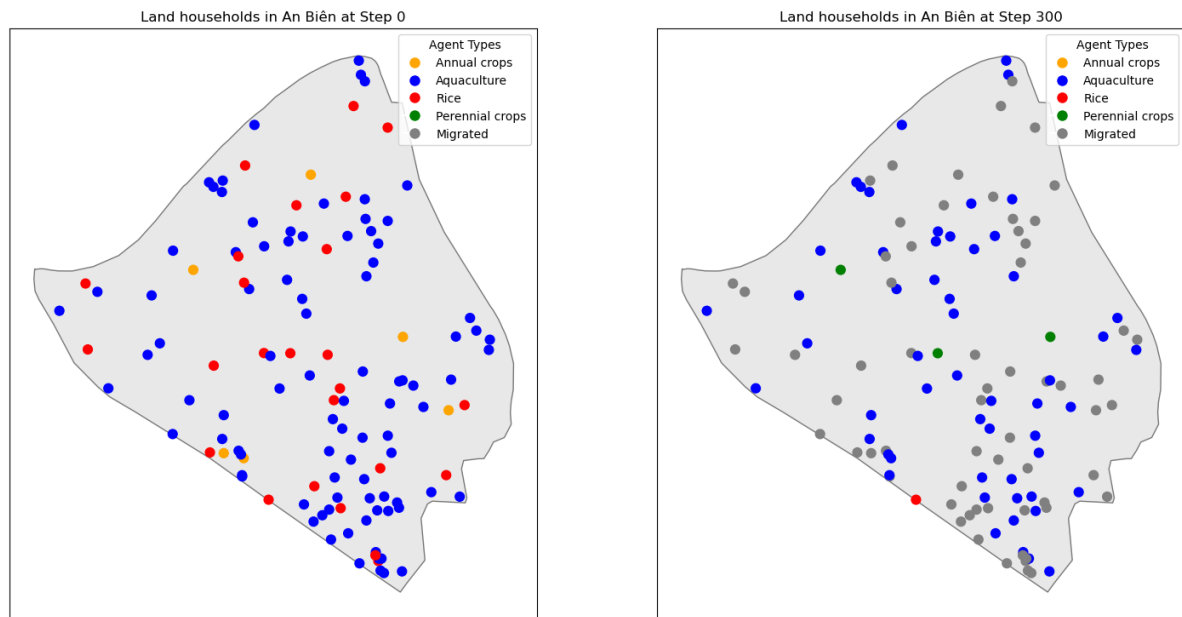 Land households in An Biên at Step 0
Agent Types
Annual crops
Aquaculture
Rice
Perennial crops
Migrated
Land households in An Biên at Step 300
Agent Types
Annual crops
Aquaculture
Rice
Perennial crops
Migrated